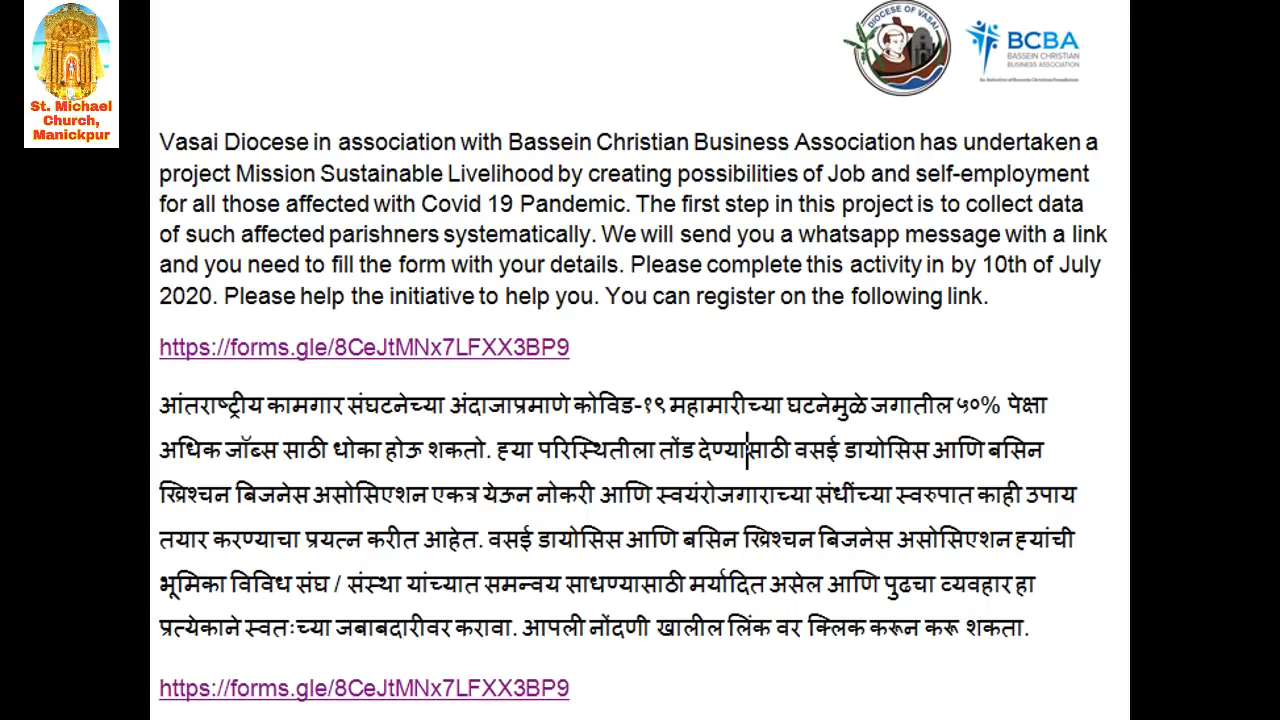 St. Michael
Church,
Manickpur
DIOCESE OF VASAI
BCBA
BASSEIN CHRISTIAN
BUSINESS ASSOCIATION
An Initiative of Bassein Christian Foundation
Vasai Diocese in association with Bassein Christian Business Association has undertaken a
project Mission Sustainable Livelihood by creating possibilities of Job and self-employment
for all those affected with Covid 19 Pandemic. The first step in this project is to collect data
of such affected parishners systematically. We will send you a whatsapp message with a link
and you need to fill the form with your details. Please complete this activity in by 10th of July
2020. Please help the initiative to help you. You can register on the following link.
https://forms.gle/8CeJtMNx7LFXX3BP9
आंतराष्ट्रीय कामगार संघटनेच्या अंदाजाप्रमाणे कोविड-१९ महामारीच्या घटनेमुळे जगातील ५०% पेक्षा
अधिक जॉब्स साठी धोका होऊ शकतो. ह्या परिस्थितीला तोंड देण्यासाठी वसई डायोसिस आणि बसिन
ख्रिश्चन बिजनेस असोसिएशन एकत्र येऊन नोकरी आणि स्वयंरोजगाराच्या संधींच्या स्वरुपात काही उपाय
तयार करण्याचा प्रयत्न करीत आहेत. वसई डायोसिस आणि बसिन ख्रिश्चन बिजनेस असोसिएशन ह्यांची
भूमिका विविध संघ / संस्था यांच्यात समन्वय साधण्यासाठी मर्यादित असेल आणि पुढचा व्यवहार हा
प्रत्येकाने स्वतःच्या जबाबदारीवर करावा. आपली नोंदणी खालील लिंक वर क्लिक करून करू शकता.
https://forms.gle/8CeJtMNx7LFXX3BP9